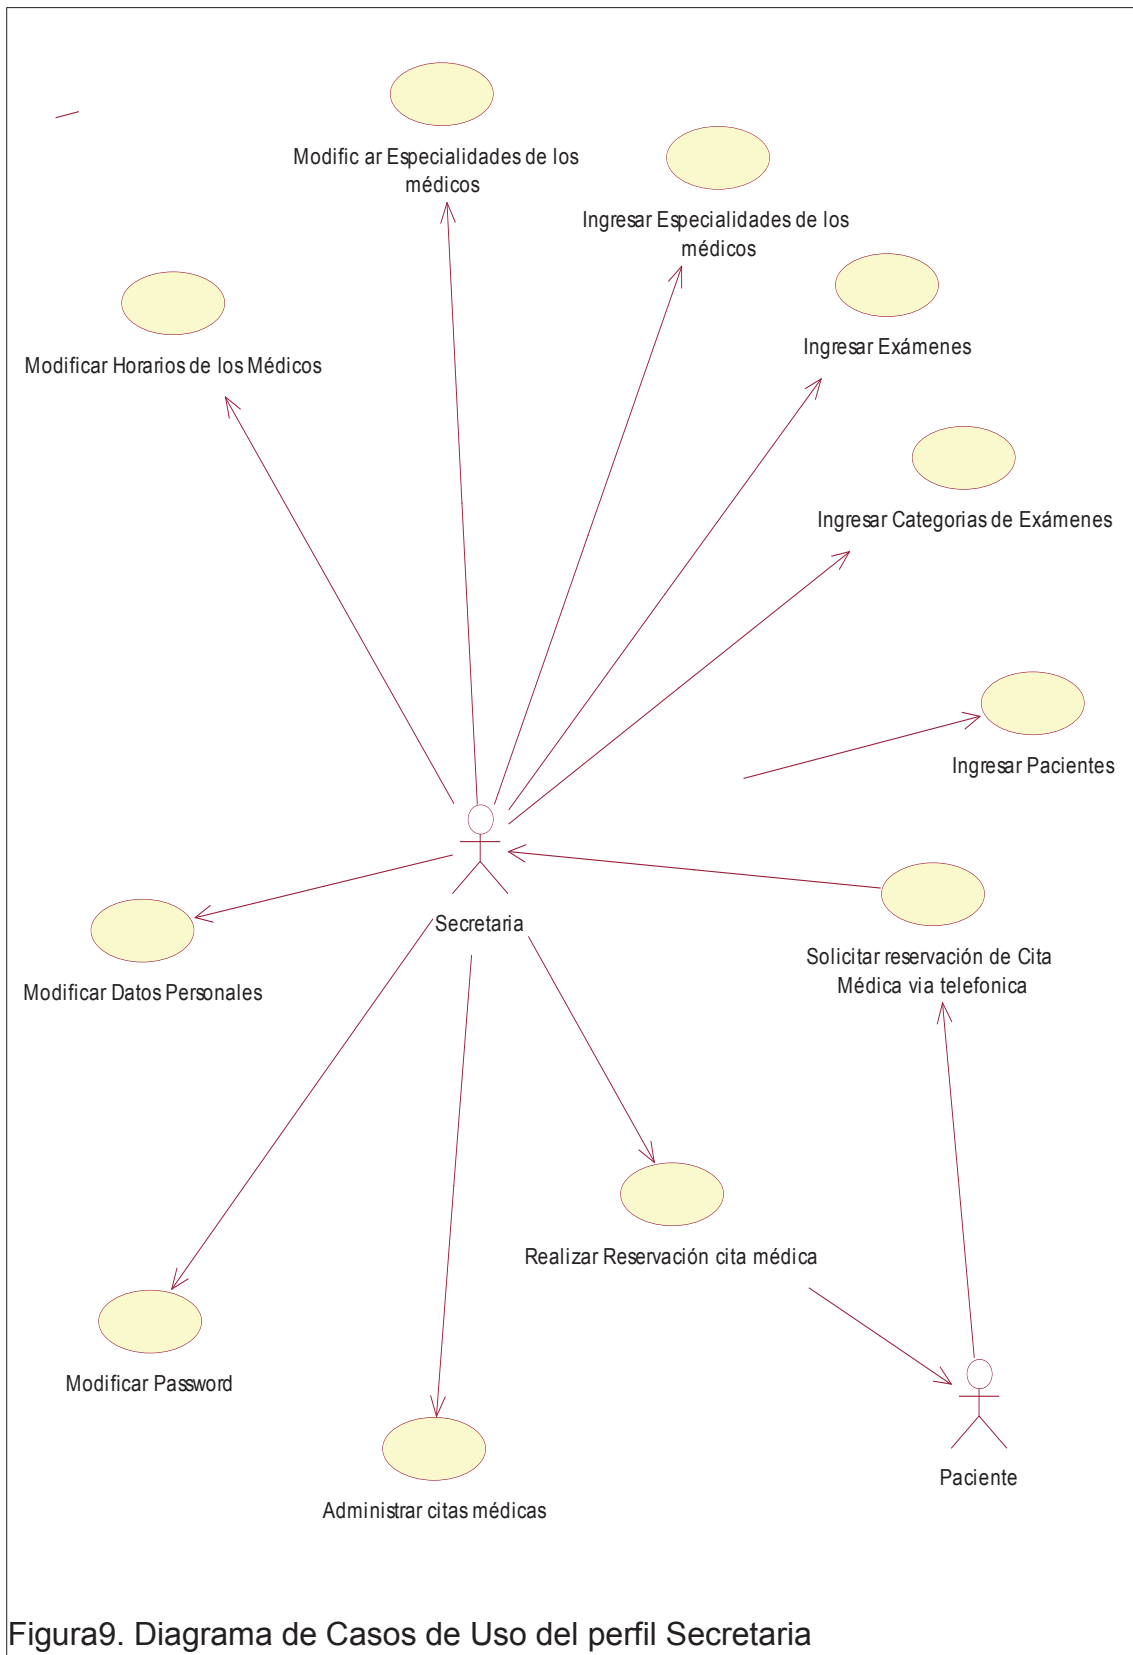 Modific ar Especialidades de los
médicos
Ingresar Especialidades de los
médicos
Ingresar Exámenes
Modificar Horarios de los Médicos
Ingresar Categorias de Exámenes
Ingresar Pacientes
Secretaria
Solicitar reservación de Cita
Médica via telefonica
Modificar Datos Personales
Realizar Reservación cita médica
Modificar Password
Paciente
Administrar citas médicas
Figura9. Diagrama de Casos de Uso del perfil Secretaria